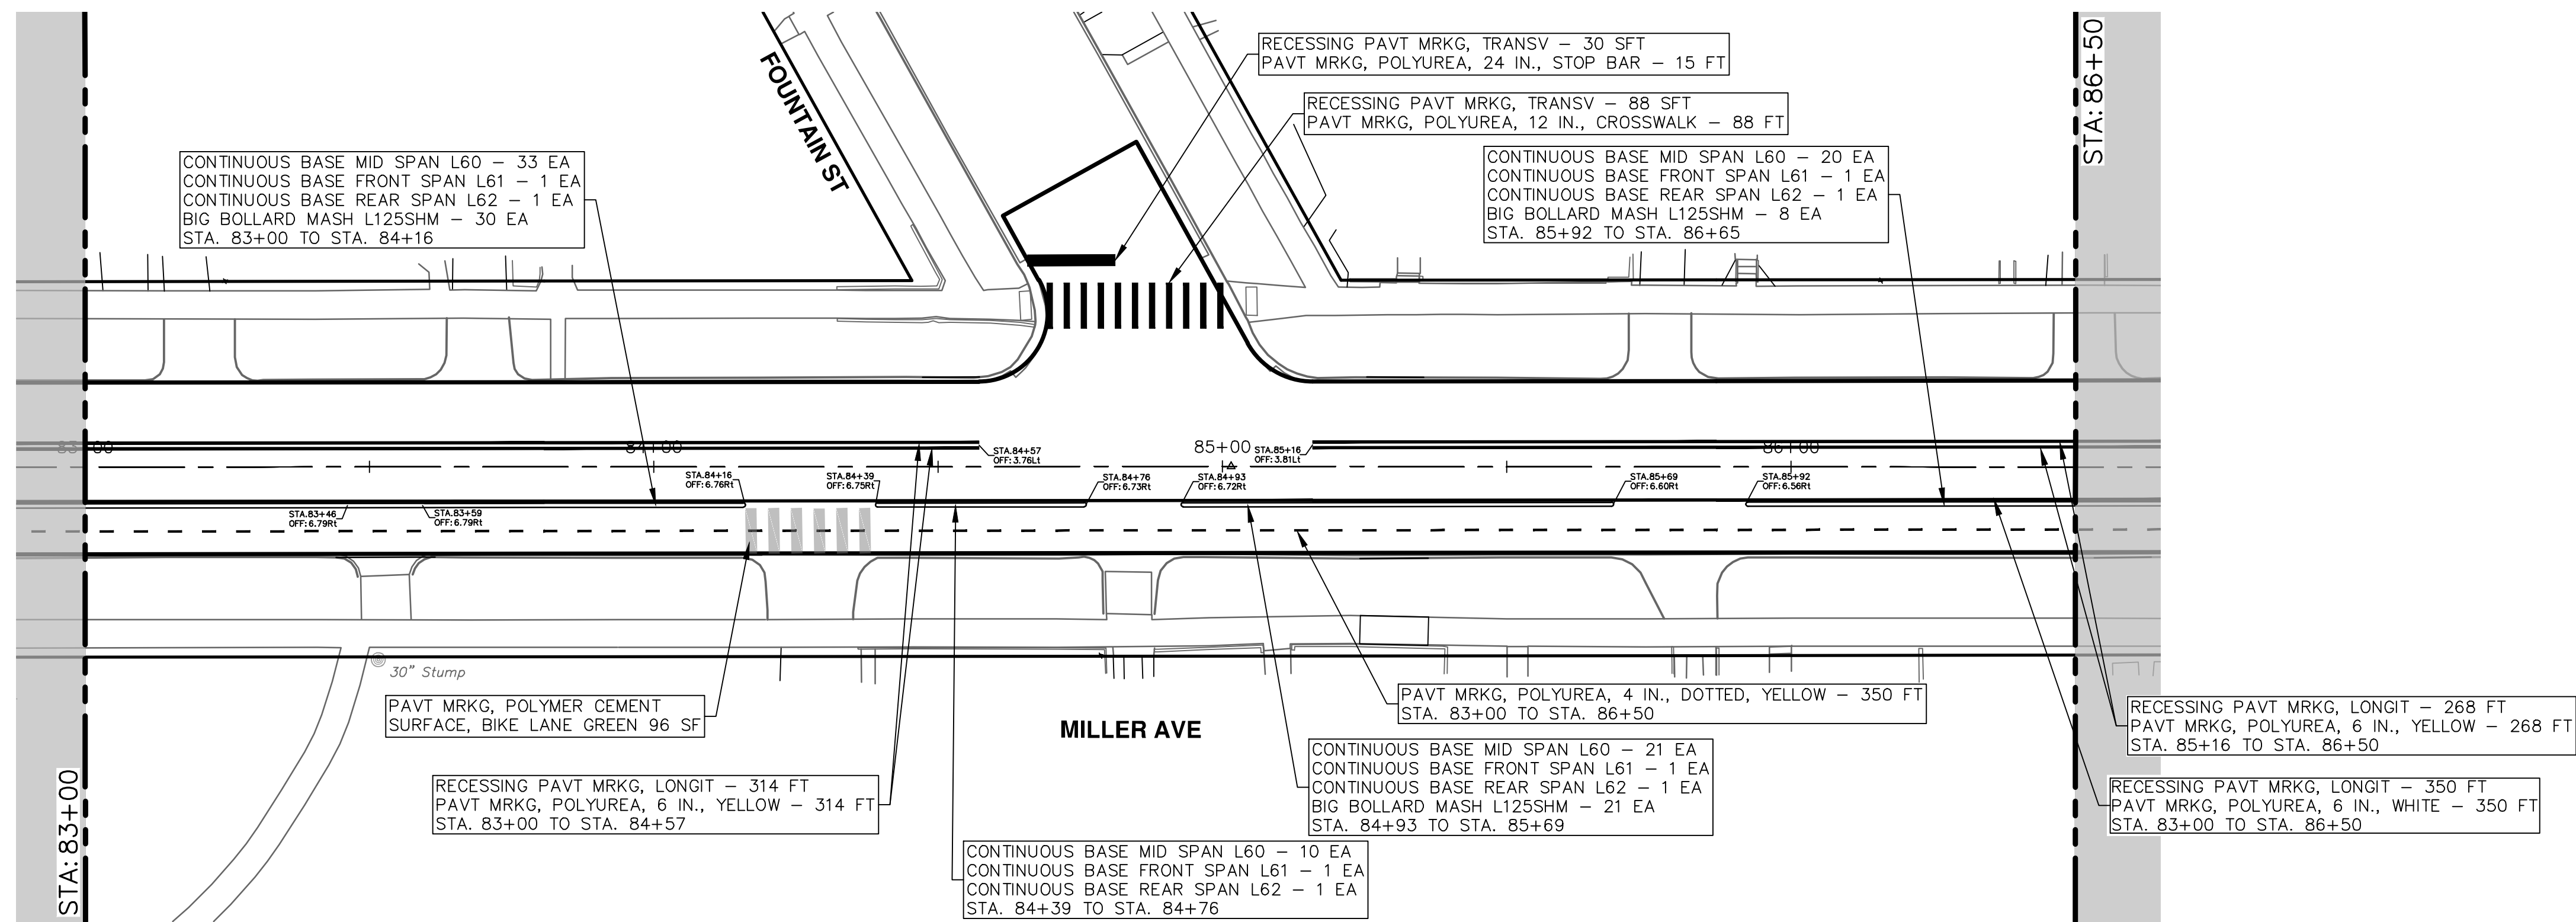 RECESSING PAVT MRKG, TRANSV – 30 SFT
PAVT MRKG, POLYUREA, 24 IN., STOP BAR – 15 FT
STA: 86+50
FOUNTAIN ST
RECESSING PAVT MRKG, TRANSV – 88 SFT
PAVT MRKG, POLYUREA, 12 IN., CROSSWALK – 88 FT
CONTINUOUS BASE MID SPAN L60 – 33 EA
CONTINUOUS BASE FRONT SPAN L61 – 1 EA
CONTINUOUS BASE REAR SPAN L62 – 1 EA
BIG BOLLARD MASH L125SHM – 30 EA
STA. 83+00 TO STA. 84+16
CONTINUOUS BASE MID SPAN L60 – 20 EA
CONTINUOUS BASE FRONT SPAN L61 – 1 EA
CONTINUOUS BASE REAR SPAN L62 – 1 EA
BIG BOLLARD MASH L125SHM – 8 EA
STA. 85+92 TO STA. 86+65
83+00
84+00
85+00
86+00
STA.84+57
OFF: 3.76Lt
STA.85+16
OFF: 3.81Lt
STA.84+16
OFF: 6.76Rt
STA.84+39
OFF: 6.75Rt
STA.84+76
OFF: 6.73Rt
STA.84+93
OFF: 6.72Rt
STA.85+69
OFF: 6.60Rt
STA.85+92
OFF: 6.56Rt
STA.83+46
OFF: 6.79Rt
STA.83+59
OFF: 6.79Rt
30" Stump
PAVT MRKG, POLYMER CEMENT
SURFACE, BIKE LANE GREEN 96 SF
MILLER AVE
PAVT MRKG, POLYUREA, 4 IN., DOTTED, YELLOW – 350 FT
STA. 83+00 TO STA. 86+50
RECESSING PAVT MRKG, LONGIT – 268 FT
PAVT MRKG, POLYUREA, 6 IN., YELLOW – 268 FT
STA. 85+16 TO STA. 86+50
STA: 83+00
RECESSING PAVT MRKG, LONGIT – 314 FT
PAVT MRKG, POLYUREA, 6 IN., YELLOW – 314 FT
STA. 83+00 TO STA. 84+57
CONTINUOUS BASE MID SPAN L60 – 21 EA
CONTINUOUS BASE FRONT SPAN L61 – 1 EA
CONTINUOUS BASE REAR SPAN L62 – 1 EA
BIG BOLLARD MASH L125SHM – 21 EA
STA. 84+93 TO STA. 85+69
RECESSING PAVT MRKG, LONGIT – 350 FT
PAVT MRKG, POLYUREA, 6 IN., WHITE – 350 FT
STA. 83+00 TO STA. 86+50
CONTINUOUS BASE MID SPAN L60 – 10 EA
CONTINUOUS BASE FRONT SPAN L61 – 1 EA
CONTINUOUS BASE REAR SPAN L62 – 1 EA
STA. 84+39 TO STA. 84+76